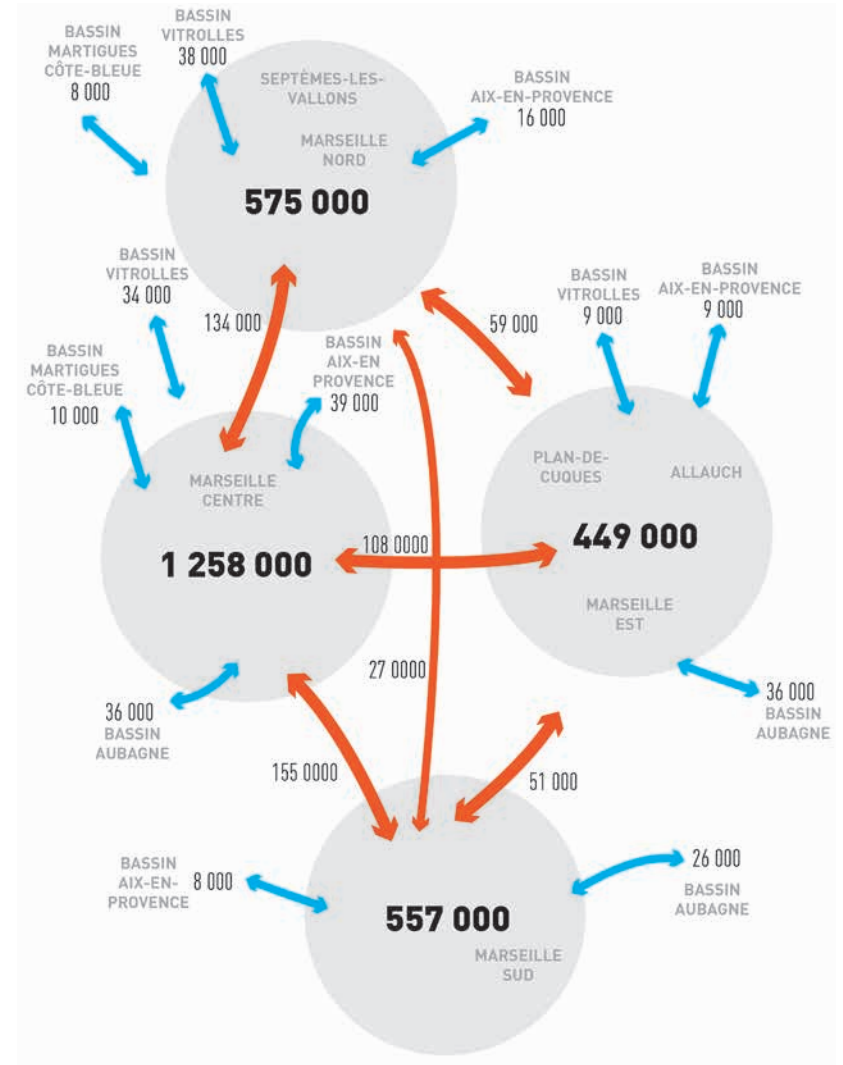 BASSIN
VITROLLES
38 000
BASSIN
MARTIGUES
CÔTE-BLEUE
8 000
SEPTÈMES-LES-
VALLONS
BASSIN
AIX-EN-PROVENCE
16 000
MARSEILLE
NORD
575 000
BASSIN
VITROLLES
34 000
134 000
59 000
BASSIN
VITROLLES
9 000
BASSIN
AIX-EN-PROVENCE
9 000
BASSIN
MARTIGUES
CÔTE-BLEUE
10 000
BASSIN
AIX-EN
PROVENCE
39 000
MARSEILLE
CENTRE
1 258 000
108 0000
PLAN-DE-
CUQUES
ALLAUCH
449 000
MARSEILLE
EST
27 0000
36 000
BASSIN
AUBAGNE
36 000
BASSIN
AUBAGNE
155 0000
51 000
BASSIN
AIX-EN-
PROVENCE
8 000
26 000
BASSIN
AUBAGNE
557 000
MARSEILLE
SUD